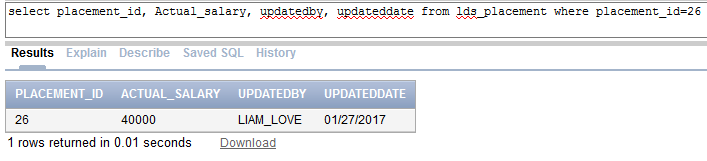 select placement_id, Actual_salary, updatedby, updateddate from lds_placement where placement_id=26
Results Explain Describe Saved SQL History
PLACEMENT_ID ACTUAL_SALARY UPDATEDBY UPDATEDDATE
26 40000 LIAM_LOVE 01/27/2017
1 rows returned in 0.01 seconds Download